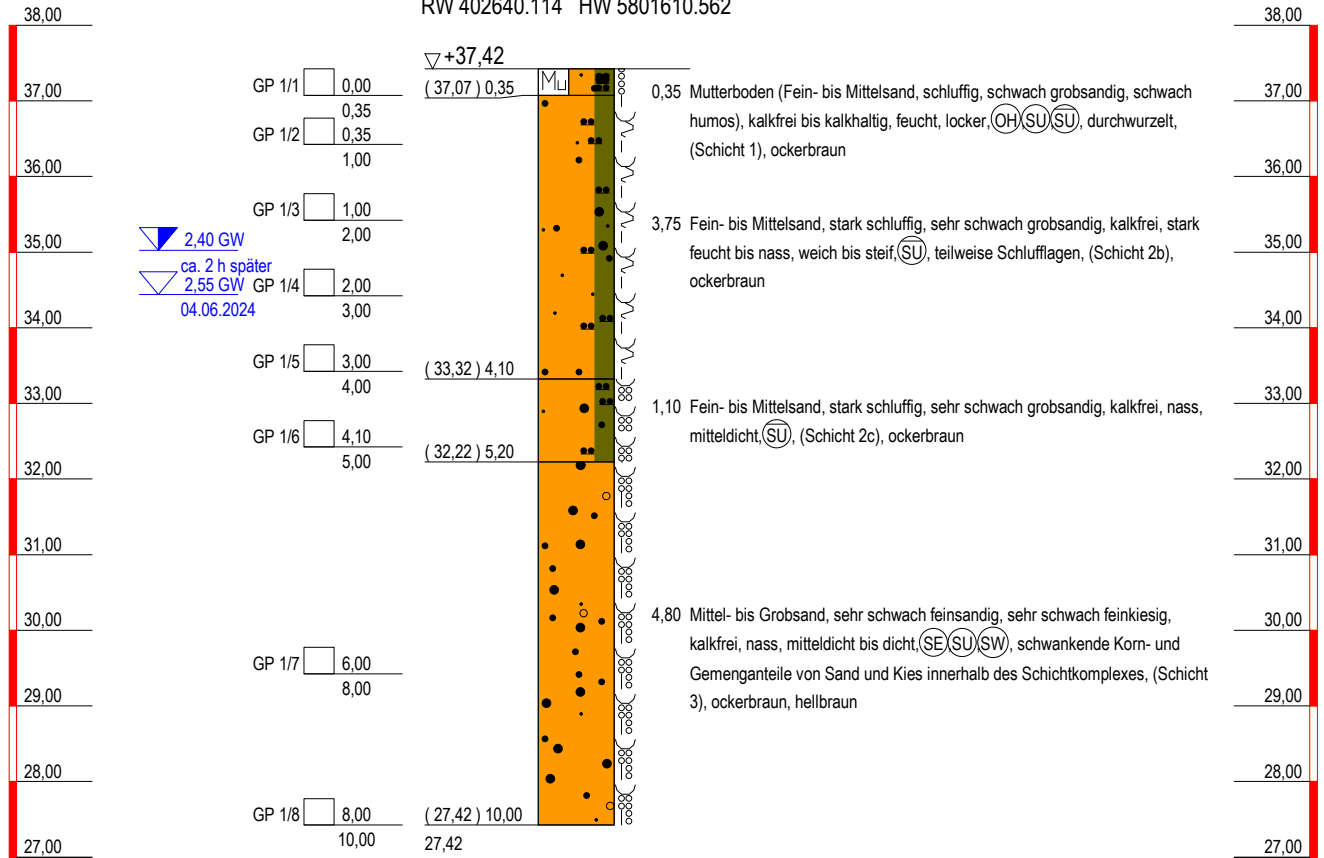 RW 402640.114 HW 5801610.562
38,00
37,00
36,00
35,00
34,00
33,00
32,00
31,00
30,00
29,00
28,00
27,00
2,40 GW
ca. 2 h später
2,55 GW
04.06.2024
GP 1/1 0,00
0,35
GP 1/2 0,35
1,00
GP 1/3 1,00
2,00
GP 1/4 2,00
3,00
GP 1/5 3,00
4,00
GP 1/6 4,10
5,00
GP 1/7 6,00
8,00
GP 1/8 8,00
10,00
+37,42
( 37,07 ) 0,35
( 33,32 ) 4,10
( 32,22 ) 5,20
( 27,42 ) 10,00
27,42
Mu
0,35 Mutterboden (Fein- bis Mittelsand, schluffig, schwach grobsandig, schwach
humos), kalkfrei bis kalkhaltig, feucht, locker, OH SU S̅U̅, durchwurzelt,
(Schicht 1), ockerbraun
3,75 Fein- bis Mittelsand, stark schluffig, sehr schwach grobsandig, kalkfrei, stark
feucht bis nass, weich bis steif, S̅U̅, teilweise Schlufflagen, (Schicht 2b),
ockerbraun
1,10 Fein- bis Mittelsand, stark schluffig, sehr schwach grobsandig, kalkfrei, nass,
mitteldicht, S̅U̅, (Schicht 2c), ockerbraun
4,80 Mittel- bis Grobsand, sehr schwach feinsandig, sehr schwach feinkiesig,
kalkfrei, nass, mitteldicht bis dicht, SE SU SW, schwankende Korn- und
Gemenganteile von Sand und Kies innerhalb des Schichtkomplexes, (Schicht
3), ockerbraun, hellbraun
38,00
37,00
36,00
35,00
34,00
33,00
32,00
31,00
30,00
29,00
28,00
27,00